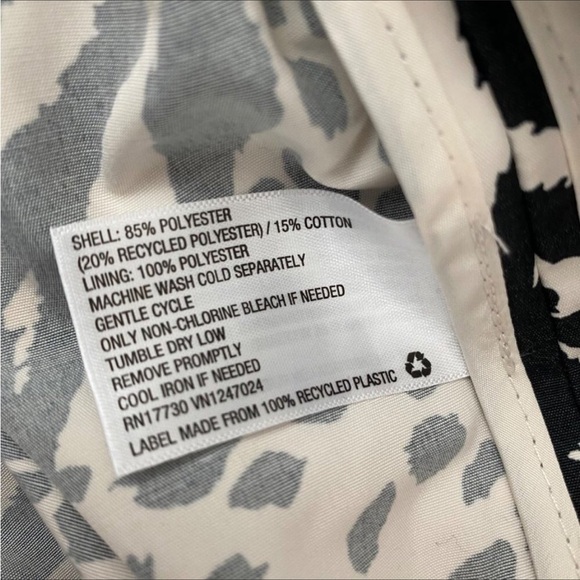 SHELL: 85% POLYESTER
(20% RECYCLED POLYESTER) / 15% COTTON
LINING: 100% POLYESTER
MACHINE WASH COLD SEPARATELY
GENTLE CYCLE
ONLY NON-CHLORINE BLEACH IF NEEDED
TUMBLE DRY LOW
REMOVE PROMPTLY
COOL IRON IF NEEDED
RN17730 VN1247024
LABEL MADE FROM 100% RECYCLED PLASTIC